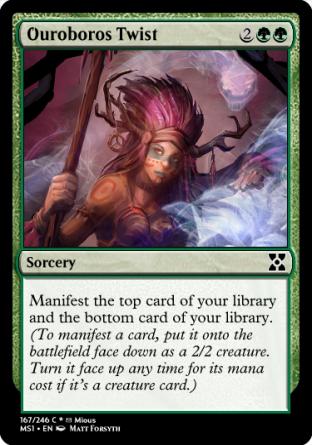 Ouroboros Twist 2
Sorcery
Manifest the top card of your library
and the bottom card of your library.
(To manifest a card, put it onto the
battlefield face down as a 2/2 creature.
Turn it face up any time for its mana
cost if it's a creature card.)
167/246 C * Mious
MS1 • EN Matt Forsyth